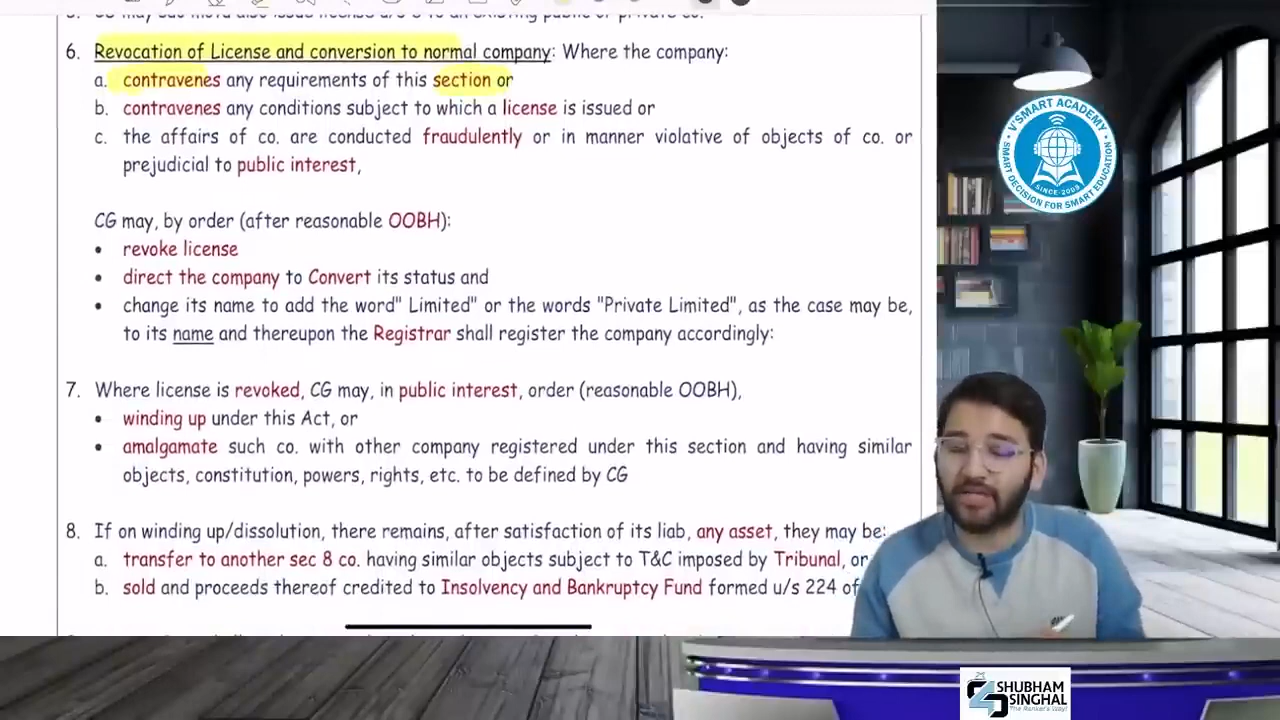 6. Revocation of License and conversion to normal company: Where the company:
a. contravenes any requirements of this section or
b. contravenes any conditions subject to which a license is issued or
c. the affairs of co. are conducted fraudulently or in manner violative of objects of co. or
prejudicial to public interest,
CG may, by order (after reasonable OOBH):
• revoke license
• direct the company to Convert its status and
• change its name to add the word" Limited" or the words "Private Limited", as the case may be,
to its name and thereupon the Registrar shall register the company accordingly:
7. Where license is revoked, CG may, in public interest, order (reasonable OOBH),
• winding up under this Act, or
• amalgamate such co. with other company registered under this section and having similar
objects, constitution, powers, rights, etc. to be defined by CG
8. If on winding up/dissolution, there remains, after satisfaction of its liab, any asset, they may be:
a. transfer to another sec 8 co. having similar objects subject to T&C imposed by Tribunal, or
b. sold and proceeds thereof credited to Insolvency and Bankruptcy Fund formed u/s 224 of
V'SMART ACADEMY
SINCE-2009
SMART DECISION FOR SMART EDUCATION
SHUBHAM
SINGHAL
The Ranker's Way!